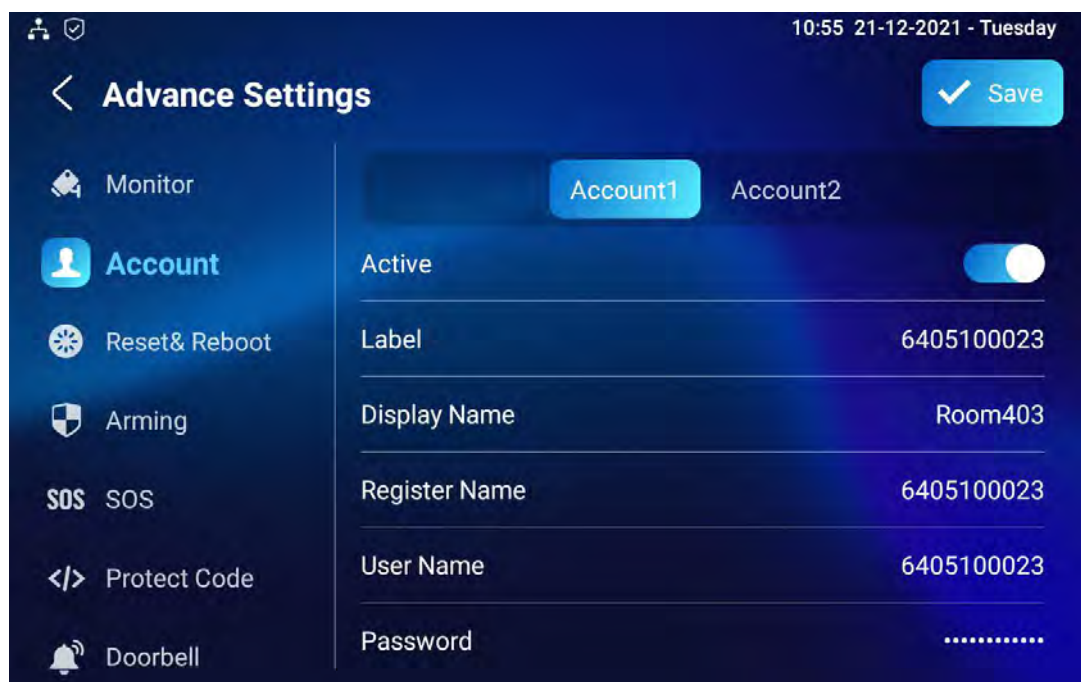 10:55 21-12-2021 - Tuesday
Advance Settings
Save
Monitor
Account
Reset& Reboot
Arming
SOS SOS
</> Protect Code
Doorbell
Account1 Account2
Active
Label 6405100023
Display Name Room403
Register Name 6405100023
User Name 6405100023
Password ••••••••••••